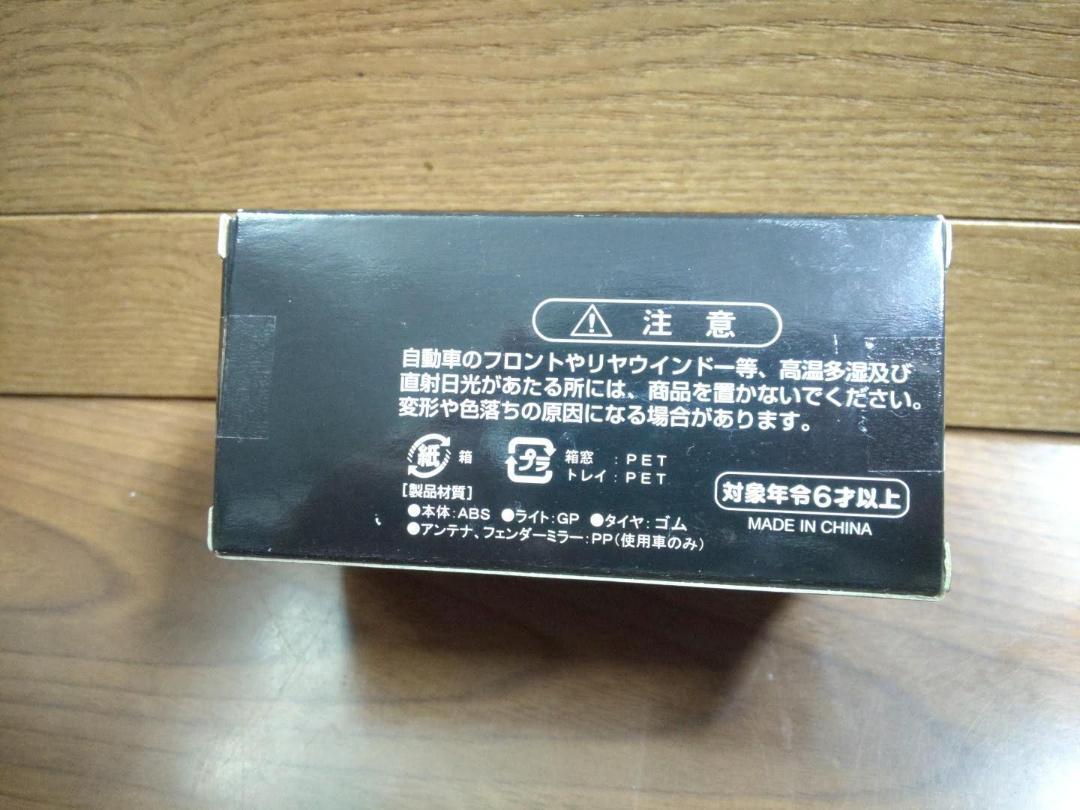 注意
自動車のフロントやリヤウインドー等、高温多湿及び
直射日光があたる所には、商品を置かないでください。
変形や色落ちの原因になる場合があります。
紙 箱 プラ 箱窓 : PET
トレイ : PET
[製品材質]
●本体:ABS ●ライト:GP ●タイヤ:ゴム
●アンテナ、フェンダーミラー:PP(使用車のみ)
対象年令6才以上
MADE IN CHINA